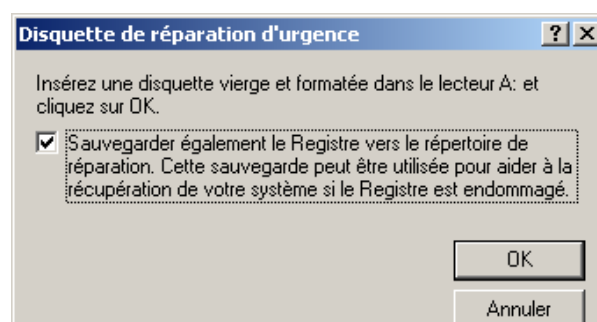 Disquette de réparation d'urgence
Insérez une disquette vierge et formatée dans le lecteur A: et
cliquez sur OK.
Sauvegarder également le Registre vers le répertoire de
réparation. Cette sauvegarde peut être utilisée pour aider à la
récupération de votre système si le Registre est endommagé.
OK
Annuler